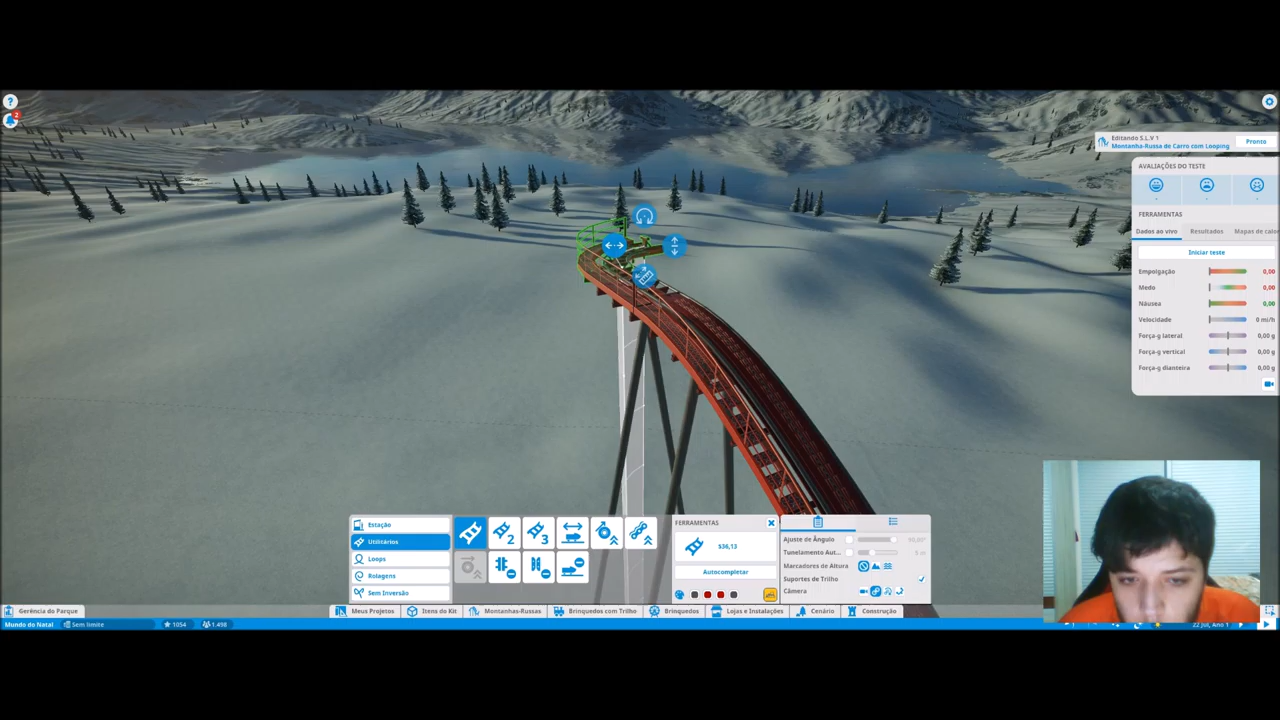 ?
2
Editando S.L.V 1
Montanha-Russa de Carro com Looping
Pronto
AVALIAÇÕES DO TESTE
- - -
FERRAMENTAS
Dados ao vivo Resultados Mapas de calor
Iniciar teste
Empolgação 0,00
Medo 0,00
Náusea 0,00
Velocidade 0 mi/h
Força-g lateral 0,00 g
Força-g vertical 0,00 g
Força-g dianteira 0,00 g
Estação
Utilitários
Loops
Rolagens
Sem Inversão
2 3
FERRAMENTAS
$36,13
Autocompletar
Ajuste de Ângulo
Tunelamento Aut...
Marcadores de Altura
Suportes de Trilho
Câmera
Gerência do Parque
Meus Projetos Itens do Kit Montanhas-Russas Brinquedos com Trilho Brinquedos Lojas e Instalações Cenário Construção
Mundo do Natal Sem limite 1054 1.498 22 Jul, Ano 1